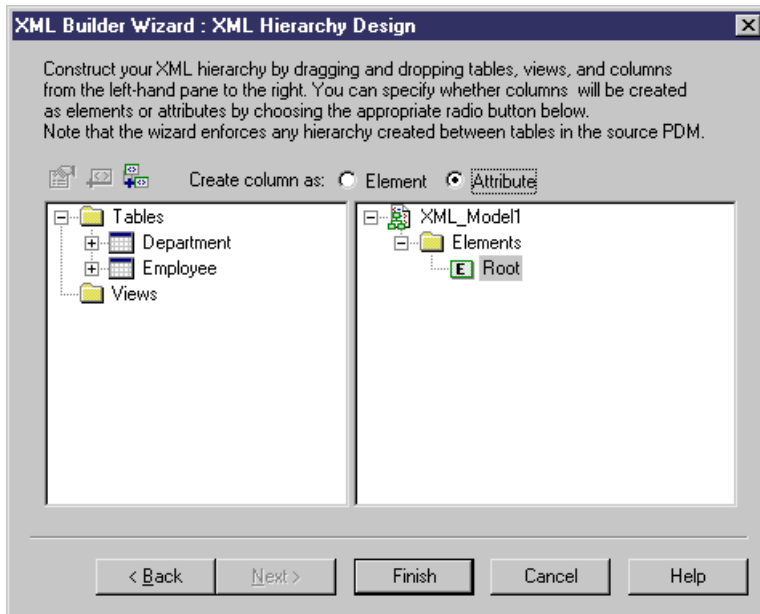 XML Builder Wizard : XML Hierarchy Design
Construct your XML hierarchy by dragging and dropping tables, views, and columns
from the left-hand pane to the right. You can specify whether columns will be created
as elements or attributes by choosing the appropriate radio button below.
Note that the wizard enforces any hierarchy created between tables in the source PDM.
Create column as: Element Attribute
Tables
Department
Employee
Views
XML_Model1
Elements
E Root
< Back Next > Finish Cancel Help